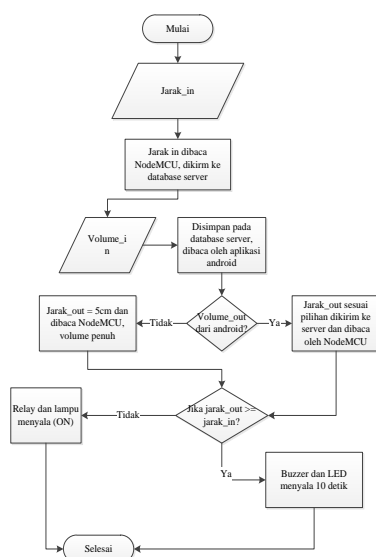 Mulai
Jarak_in
Jarak in dibaca
NodeMCU, dikirm ke
database server
Volume_i
n
Disimpan pada
database server,
dibaca oleh aplikasi
android
Volume_out
dari android?
Tidak
Ya
Jarak_out = 5cm dan
dibaca NodeMCU,
volume penuh
Jarak_out sesuai
pilihan dikirim ke
server dan dibaca
oleh NodeMCU
Jika jarak_out >=
jarak_in?
Tidak
Ya
Relay dan lampu
menyala (ON)
Buzzer dan LED
menyala 10 detik
Selesai